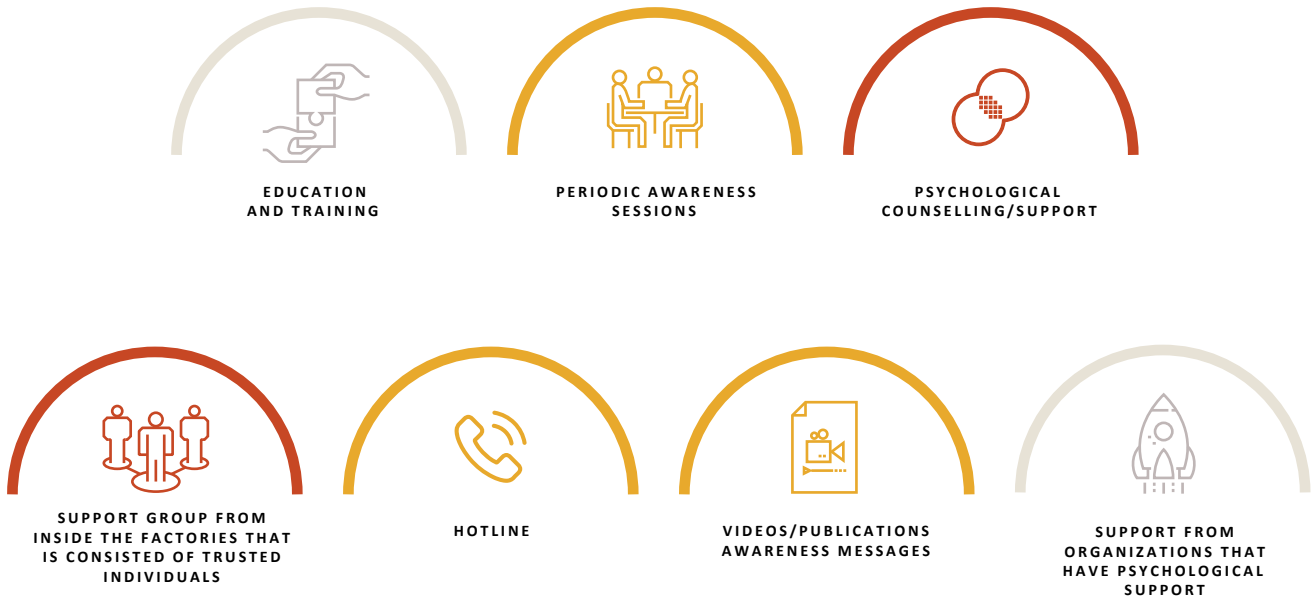 EDUCATION
AND TRAINING
PERIODIC AWARENESS
SESSIONS
PSYCHOLOGICAL
COUNSELLING/SUPPORT
SUPPORT GROUP FROM
INSIDE THE FACTORIES THAT
IS CONSISTED OF TRUSTED
INDIVIDUALS
HOTLINE
VIDEOS/PUBLICATIONS
AWARENESS MESSAGES
SUPPORT FROM
ORGANIZATIONS THAT
HAVE PSYCHOLOGICAL
SUPPORT